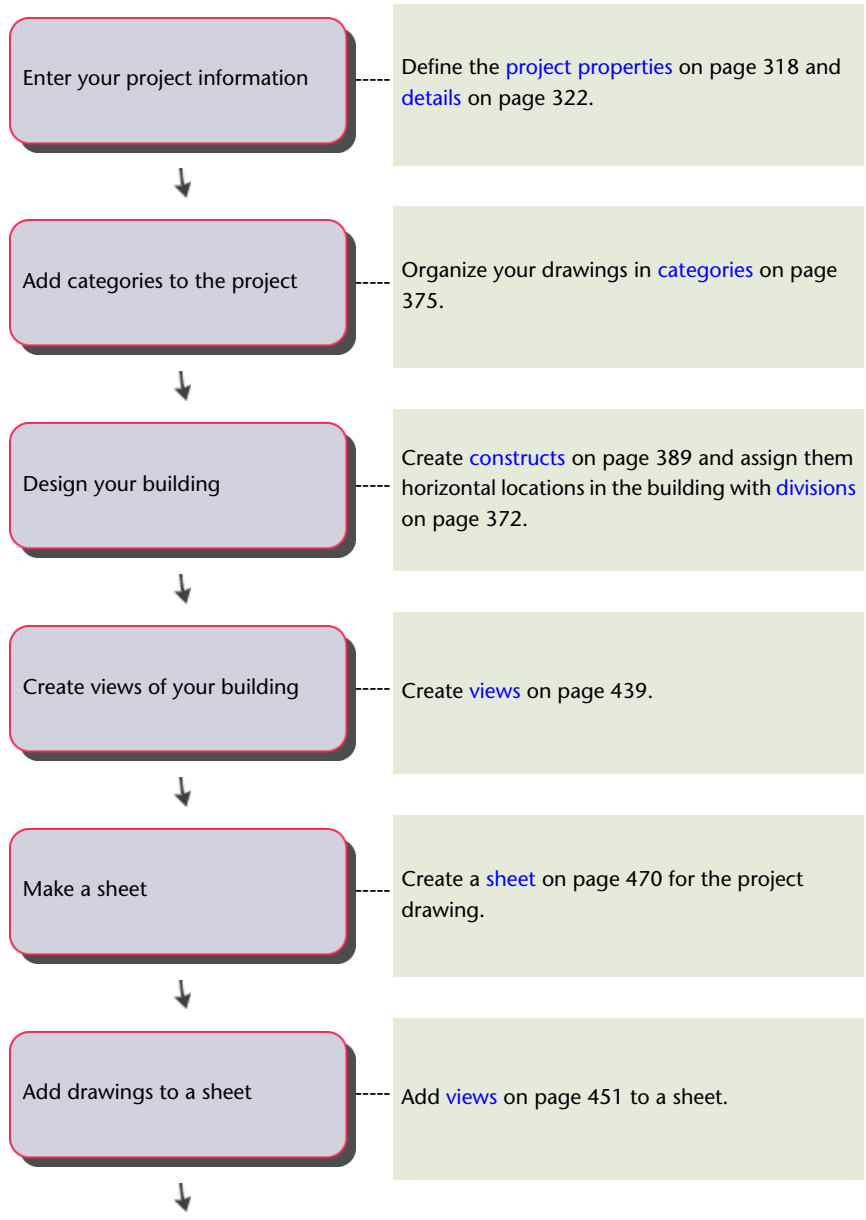 Enter your project information
Define the project properties on page 318 and
details on page 322.
Add categories to the project
Organize your drawings in categories on page
375.
Design your building
Create constructs on page 389 and assign them
horizontal locations in the building with divisions
on page 372.
Create views of your building
Create views on page 439.
Make a sheet
Create a sheet on page 470 for the project
drawing.
Add drawings to a sheet
Add views on page 451 to a sheet.